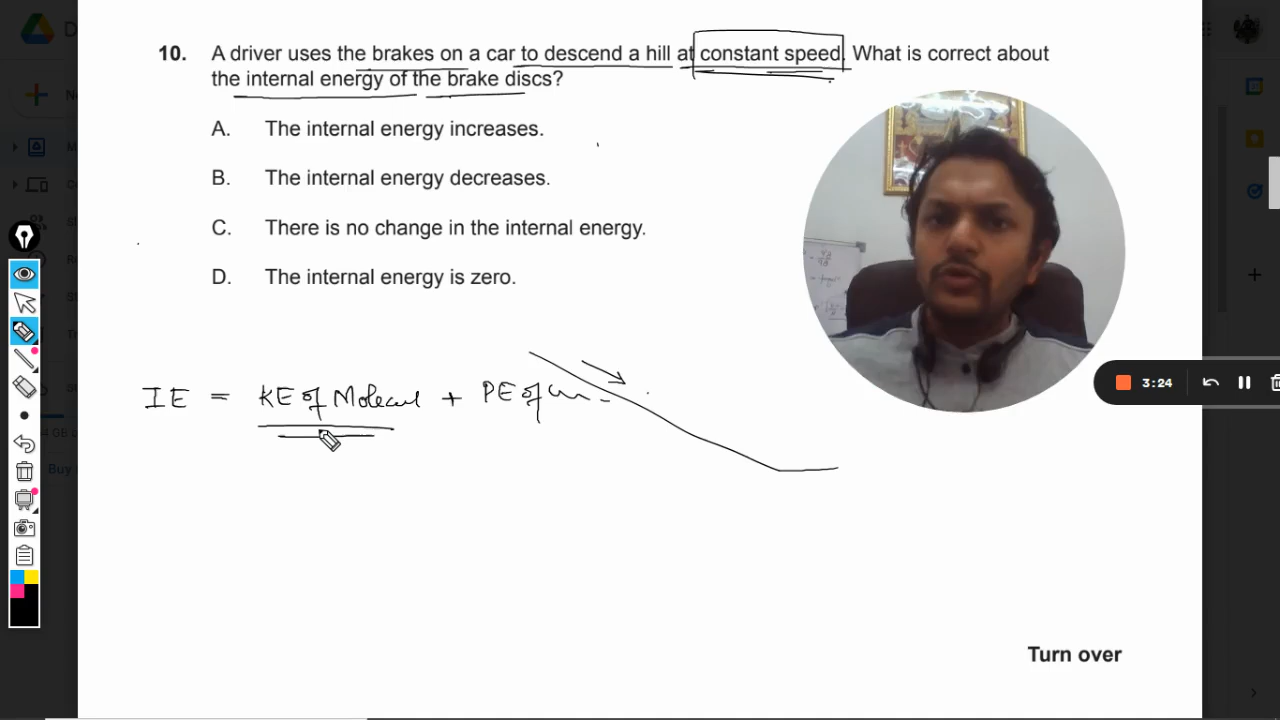 10. A driver uses the brakes on a car to descend a hill at constant speed. What is correct about
the internal energy of the brake discs?
A. The internal energy increases.
B. The internal energy decreases.
C. There is no change in the internal energy.
D. The internal energy is zero.
IE = KE of Molecul + PE of
3:24
Buy
Turn over